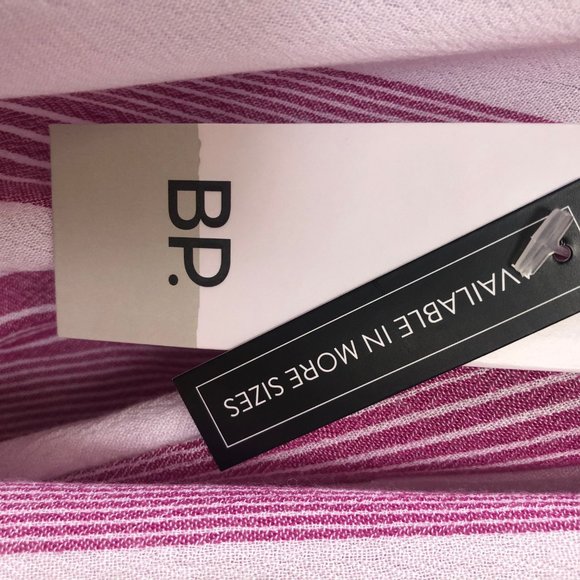 BP.
AVAILABLE IN MORE SIZES